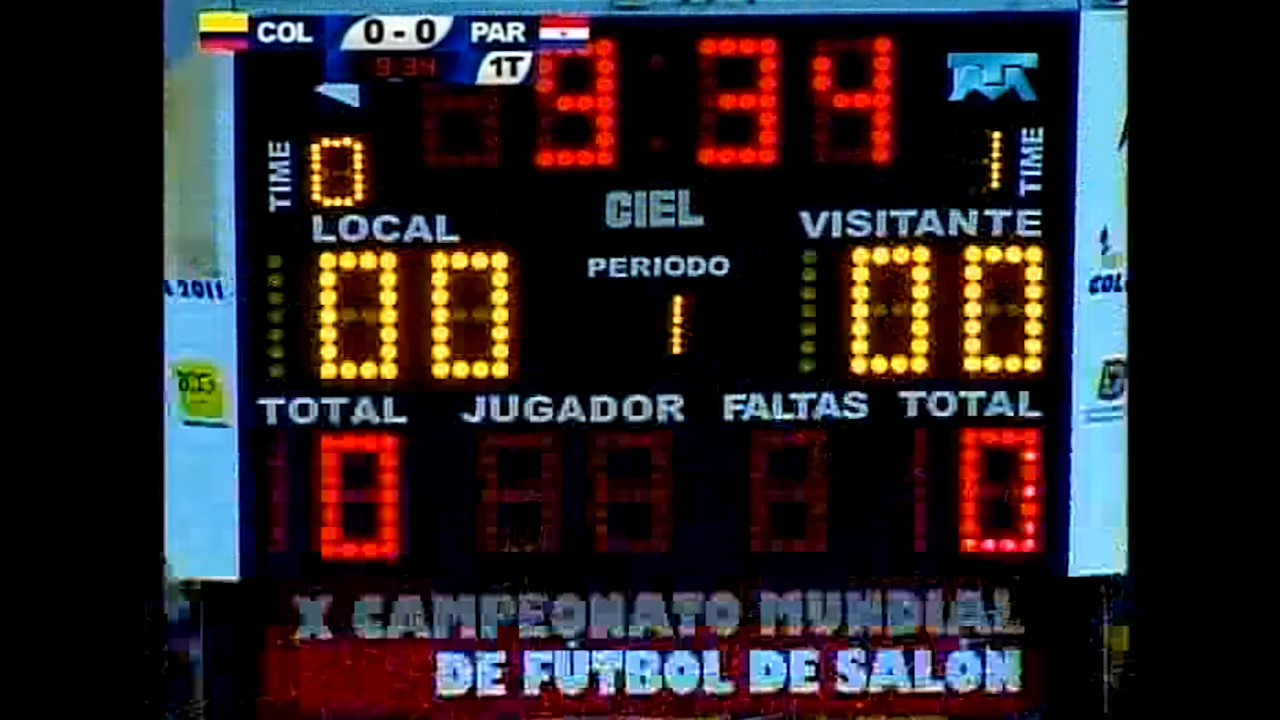 COL 0 - 0 PAR
9:34 1T
9:34
TIME 0 1 TIME
CIEL
LOCAL VISITANTE
00 PERIODO 00
1
2011
TOTAL JUGADOR FALTAS TOTAL
0 0
X CAMPEONATO MUNDIAL
DE FÚTBOL DE SALÓN